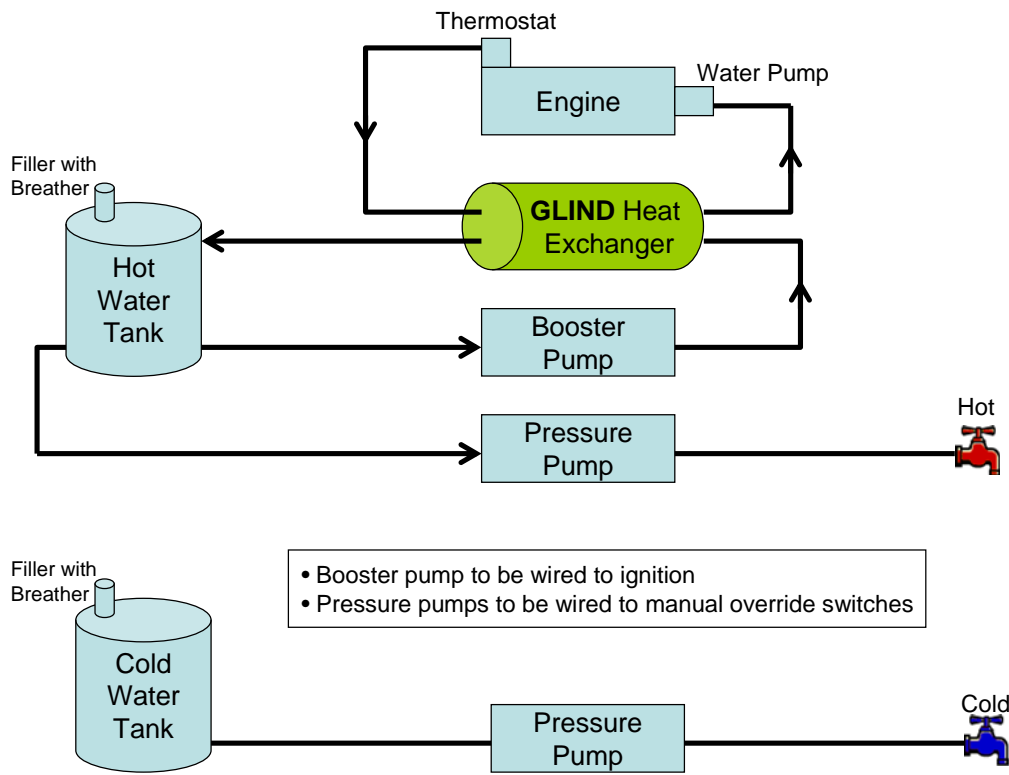 Thermostat
Water Pump
Engine
Filler with
Breather
GLIND Heat
Exchanger
Hot
Water
Tank
Booster
Pump
Hot
Pressure
Pump
• Booster pump to be wired to ignition
• Pressure pumps to be wired to manual override switches
Filler with
Breather
Cold
Water
Tank
Cold
Pressure
Pump